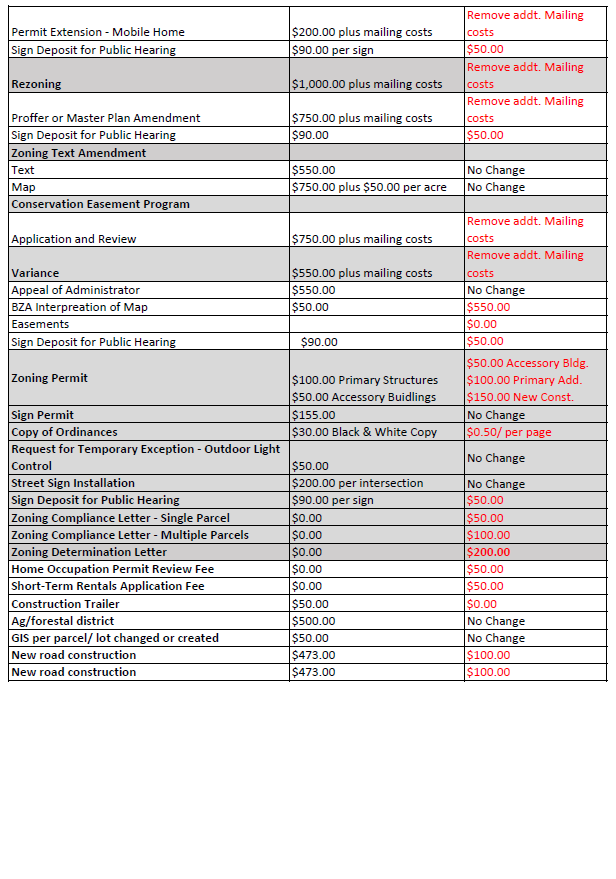 Permit Extension - Mobile Home $200.00 plus mailing costs Remove addt. Mailing
costs
Sign Deposit for Public Hearing $90.00 per sign $50.00
Rezoning $1,000.00 plus mailing costs Remove addt. Mailing
costs
Proffer or Master Plan Amendment $750.00 plus mailing costs Remove addt. Mailing
costs
Sign Deposit for Public Hearing $90.00 $50.00
Zoning Text Amendment
Text $550.00 No Change
Map $750.00 plus $50.00 per acre No Change
Conservation Easement Program
Application and Review $750.00 plus mailing costs Remove addt. Mailing
costs
Variance $550.00 plus mailing costs Remove addt. Mailing
costs
Appeal of Administrator $550.00 No Change
BZA Interpreation of Map $50.00 $550.00
Easements $0.00
Sign Deposit for Public Hearing $90.00 $50.00
Zoning Permit $50.00 Accessory Bldg.
$100.00 Primary Structures $100.00 Primary Add.
$50.00 Accessory Buidlings $150.00 New Const.
Sign Permit $155.00 No Change
Copy of Ordinances $30.00 Black & White Copy $0.50/ per page
Request for Temporary Exception - Outdoor Light
Control $50.00 No Change
Street Sign Installation $200.00 per intersection No Change
Sign Deposit for Public Hearing $90.00 per sign $50.00
Zoning Compliance Letter - Single Parcel $0.00 $50.00
Zoning Compliance Letter - Multiple Parcels $0.00 $100.00
Zoning Determination Letter $0.00 $200.00
Home Occupation Permit Review Fee $0.00 $50.00
Short-Term Rentals Application Fee $0.00 $50.00
Construction Trailer $50.00 $0.00
Ag/forestal district $500.00 No Change
GIS per parcel/ lot changed or created $50.00 No Change
New road construction $473.00 $100.00
New road construction $473.00 $100.00